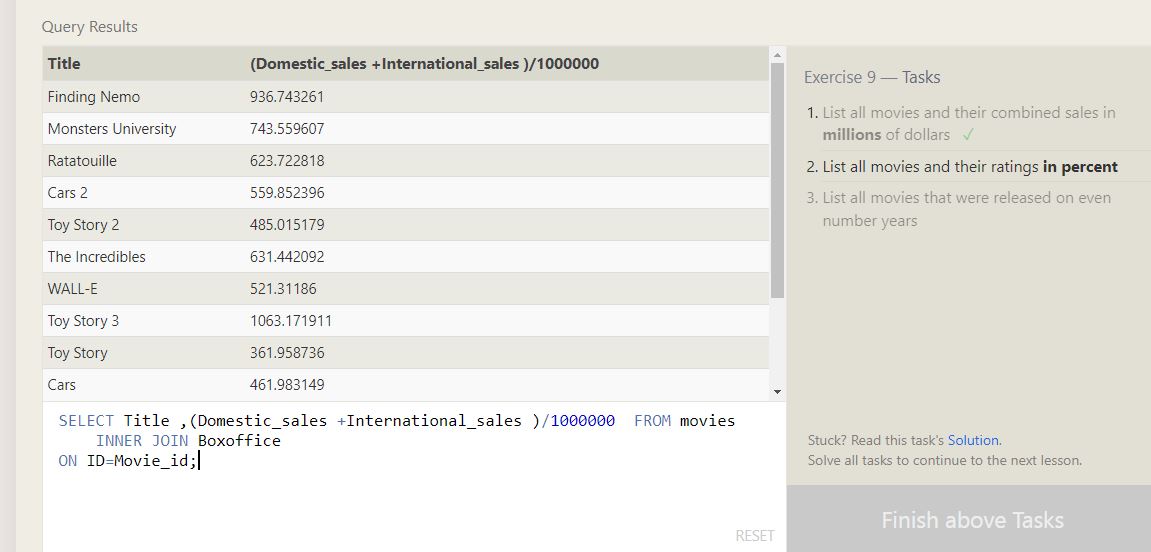 Query Results
Title (Domestic_sales +International_sales )/1000000
Finding Nemo 936.743261
Monsters University 743.559607
Ratatouille 623.722818
Cars 2 559.852396
Toy Story 2 485.015179
The Incredibles 631.442092
WALL-E 521.31186
Toy Story 3 1063.171911
Toy Story 361.958736
Cars 461.983149
SELECT Title ,(Domestic_sales +International_sales )/1000000  FROM movies
INNER JOIN Boxoffice
ON ID=Movie_id;
RESET
Exercise 9 — Tasks
1. List all movies and their combined sales in
millions of dollars ✓
2. List all movies and their ratings in percent
3. List all movies that were released on even
number years
Stuck? Read this task's Solution.
Solve all tasks to continue to the next lesson.
Finish above Tasks